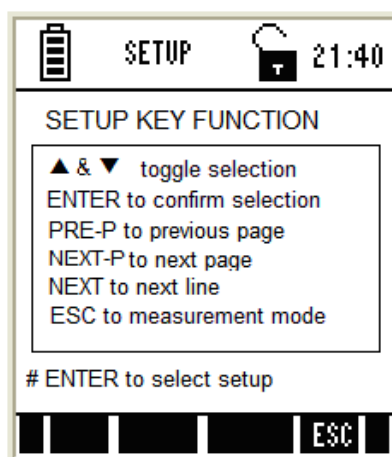 SETUP T 21:40
SETUP KEY FUNCTION
▲ & ▼ toggle selection
ENTER to confirm selection
PRE-P to previous page
NEXT-P to next page
NEXT to next line
ESC to measurement mode
# ENTER to select setup
ESC